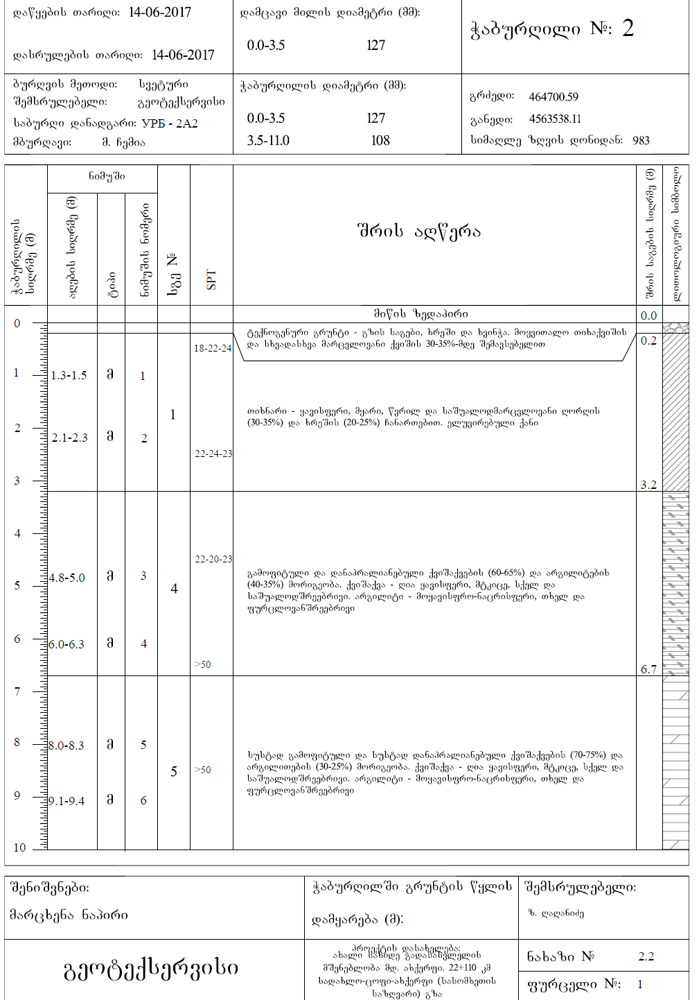 დაწყების თარიღი: 14-06-2017
დასრულების თარიღი: 14-06-2017
დამცავი მილის დიამეტრი (მმ):
0.0-3.5 127
ჭაბურღილი №: 2
ბურღვის მეთოდი: სვეტური
შემსრულებელი: გეოტექსერვისი
საბურღი დანადგარი: УРБ - 2А2
მბურღავი: მ. ჩემია
ჭაბურღილის დიამეტრი (მმ):
0.0-3.5 127
3.5-11.0 108
გრძედი: 464700.59
განედი: 4563538.11
სიმაღლე ზღვის დონიდან: 983
ჭაბურღილის
სიღრმე (მ)
ნიმუში
აღების სიღრმე (მ)
ტიპი
ნიმუშის ნომერი
სგე №
SPT
შრის აღწერა
შრის საგების სიღრმე (მ)
ლითოლოგიური სიმბოლო
მიწის ზედაპირი 0.0
0
ტექნოგენური გრუნტი - გზის საგები, ხრეში და ხვინჭა. მოყვითალო თიხაქვიშის
და სხვადასხვა მარცვლოვანი ქვიშის 30-35%-მდე შემავსებელით
0.2
18-22-24
1
1.3-1.5 მ 1
1
თიხნარი - ყავისფერი, მყარი, წვრილ და საშუალოდმარცვლოვანი ღორღის
(30-35%) და ხრეშის (20-25%) ჩანართებით. ელუვირებული ქანი
2
2.1-2.3 მ 2
22-24-23
3
3.2
4
22-20-23
4.8-5.0 მ 3
4
გამოფიტული და დანაპრალიანებული ქვიშაქვების (60-65%) და არგილიტების
(40-35%) მორიგეობა. ქვიშაქვა - ღია ყავისფერი, მტკიცე, სქელ და
საშუალოდშრეებრივი. არგილიტი - მოყავისფრო-ნაცრისფერი, თხელ და
ფურცლოვანშრეებრივი
5
6
6.0-6.3 მ 4
>50
6.7
7
8
8.0-8.3 მ 5
5
>50
სუსტად გამოფიტული და სუსტად დანაპრალიანებული ქვიშაქვების (70-75%) და
არგილითების (30-25%) მორიგეობა. ქვიშაქვა - ღია ყავისფერი, მტკიცე, სქელ და
საშუალოდშრეებრივი. არგილიტი - მოყავისფრო-ნაცრისფერი, თხელ და
ფურცლოვანშრეებრივი
9
9.1-9.4 მ 6
10
შენიშვნები:
მარცხენა ნაპირი
ჭაბურღილში გრუნტის წყლის
დამყარება (მ):
შემსრულებელი:
ზ. ღაღანიძე
გეოტექსერვისი
პროექტის დასახელება:
ახალი სახიდე გადასასვლელის
მშენებლობა მდ. ახქერფი. 22+110 კმ
სადახლო-ცოფი-ახქერფი (სასომხეთის
საზღვარი) გზა
ნახაზი № 2.2
ფურცელი №: 1